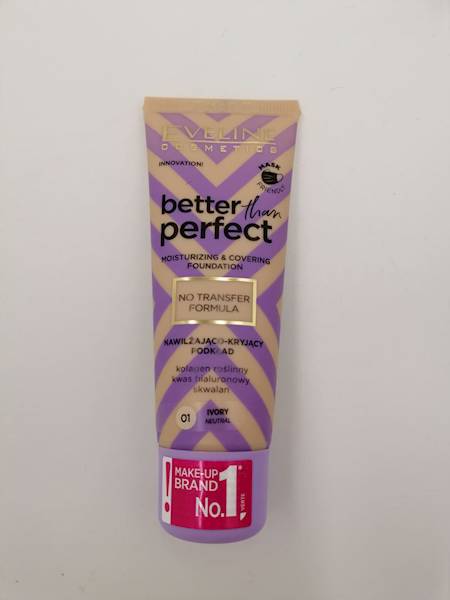 EVELINE
COSMETICS
INNOVATION!
MASK
FRIENDLY
better than
perfect
MOISTURIZING & COVERING
FOUNDATION
NO TRANSFER
FORMULA
NAWILŻAJĄCO-KRYJĄCY
PODKŁAD
kolagen roślinny
kwas hialuronowy
skwalan
01 IVORY
NEUTRAL
! MAKE-UP
BRAND
No.1*
VERTE